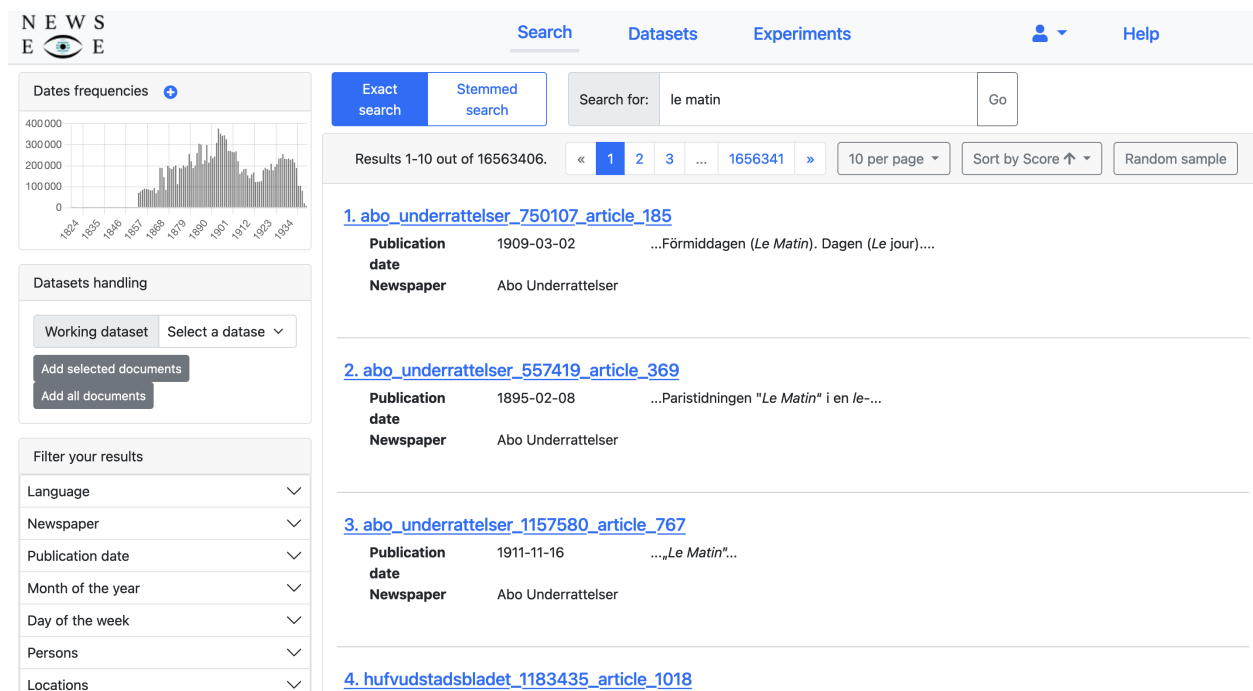 N E W S
E E
Search
Datasets
Experiments
Help
Dates frequencies
400 000
300 000
200 000
100 000
0
1824
1835
1846
1857
1868
1879
1890
1901
1912
1923
1934
Datasets handling
Working dataset
Select a datase
Add selected documents
Add all documents
Filter your results
Language
Newspaper
Publication date
Month of the year
Day of the week
Persons
Locations
Exact
search
Stemmed
search
Search for:
le matin
Go
Results 1-10 out of 16563406.
« 1 2 3 ... 1656341 »
10 per page
Sort by Score
Random sample
1. abo_underrattelser_750107_article_185
Publication date 1909-03-02 ...Förmiddagen (Le Matin). Dagen (Le jour)....
Newspaper Abo Underrattelser
2. abo_underrattelser_557419_article_369
Publication date 1895-02-08 ...Paristidningen "Le Matin" i en le-...
Newspaper Abo Underrattelser
3. abo_underrattelser_1157580_article_767
Publication date 1911-11-16 ...„Le Matin"...
Newspaper Abo Underrattelser
4. hufvudstadsbladet_1183435_article_1018